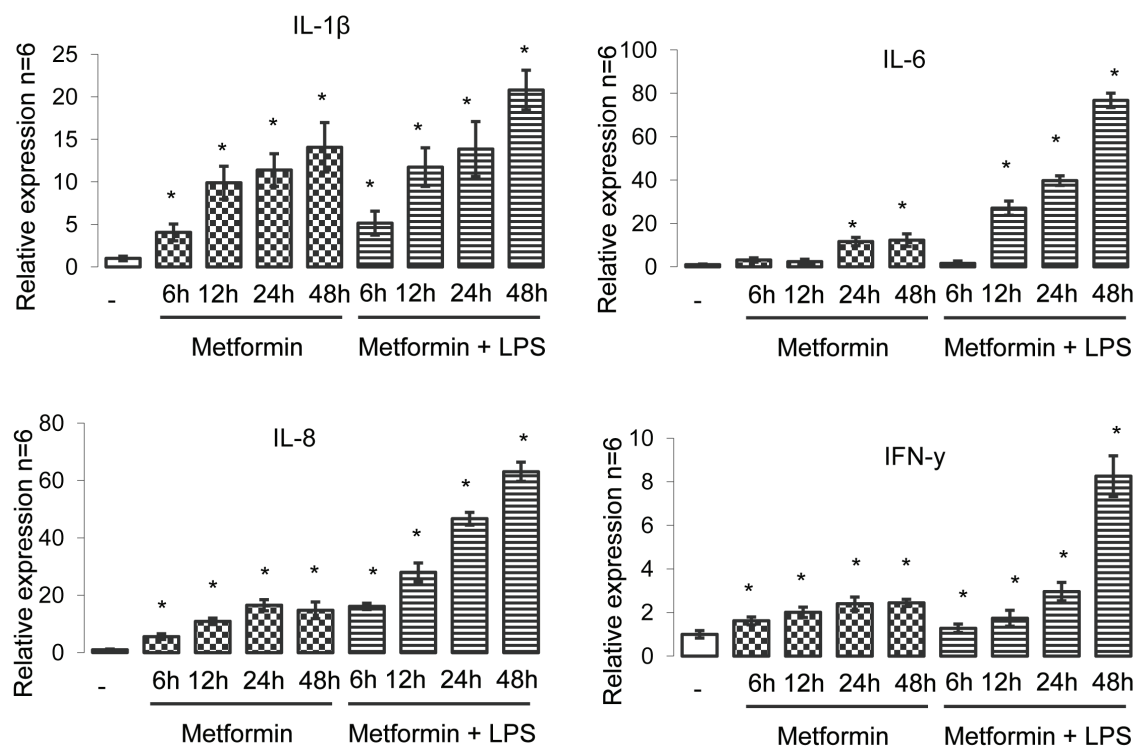 IL-1β
Relative expression n=6
25
20
15
10
5
0
* * * * * * * *
- 6h 12h 24h 48h 6h 12h 24h 48h
Metformin Metformin + LPS
IL-6
Relative expression n=6
100
80
60
40
20
0
* * * * *
- 6h 12h 24h 48h 6h 12h 24h 48h
Metformin Metformin + LPS
IL-8
Relative expression n=6
80
60
40
20
0
* * * * * * * *
- 6h 12h 24h 48h 6h 12h 24h 48h
Metformin Metformin + LPS
IFN-y
Relative expression n=6
10
8
6
4
2
0
* * * * * * * *
- 6h 12h 24h 48h 6h 12h 24h 48h
Metformin Metformin + LPS